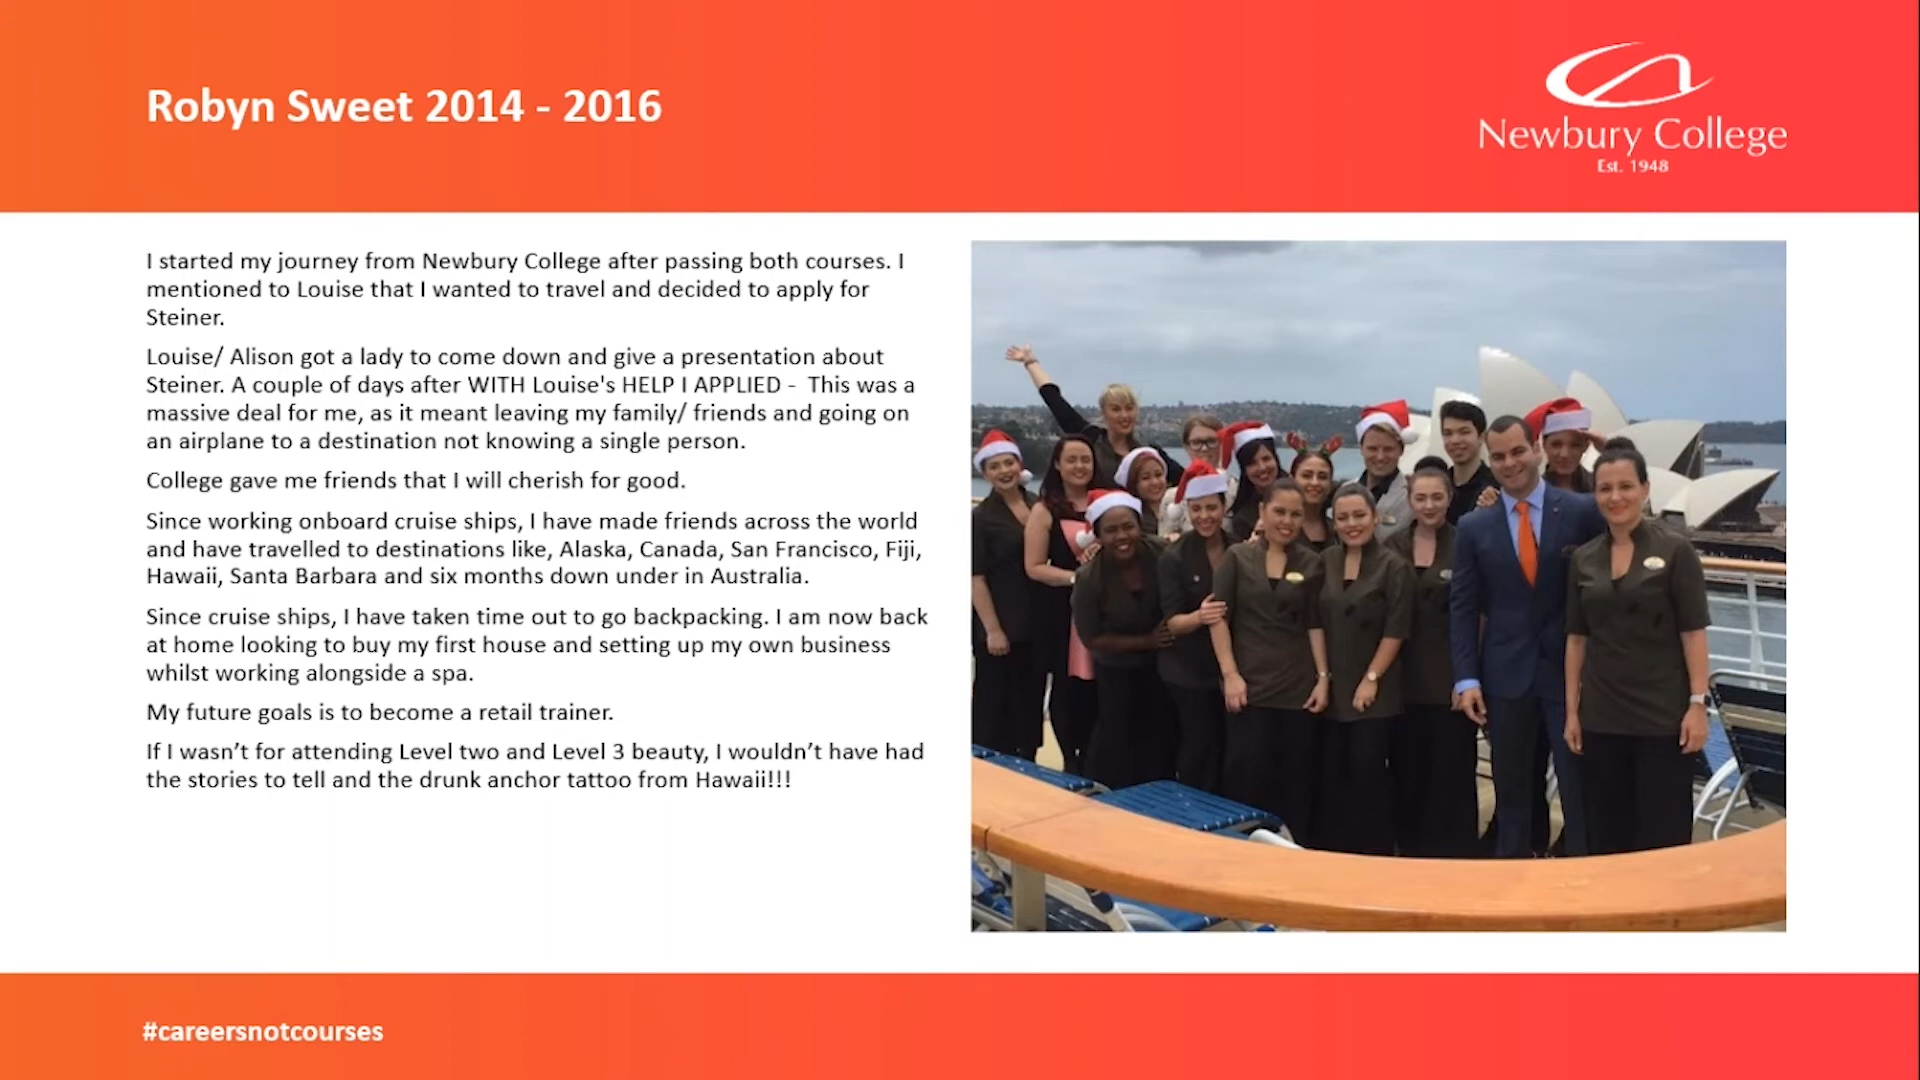 Robyn Sweet 2014 - 2016
Newbury College
Est. 1948
I started my journey from Newbury College after passing both courses. I
mentioned to Louise that I wanted to travel and decided to apply for
Steiner.
Louise/ Alison got a lady to come down and give a presentation about
Steiner. A couple of days after WITH Louise's HELP I APPLIED -  This was a
massive deal for me, as it meant leaving my family/ friends and going on
an airplane to a destination not knowing a single person.
College gave me friends that I will cherish for good.
Since working onboard cruise ships, I have made friends across the world
and have travelled to destinations like, Alaska, Canada, San Francisco, Fiji,
Hawaii, Santa Barbara and six months down under in Australia.
Since cruise ships, I have taken time out to go backpacking. I am now back
at home looking to buy my first house and setting up my own business
whilst working alongside a spa.
My future goals is to become a retail trainer.
If I wasn’t for attending Level two and Level 3 beauty, I wouldn’t have had
the stories to tell and the drunk anchor tattoo from Hawaii!!!
#careersnotcourses